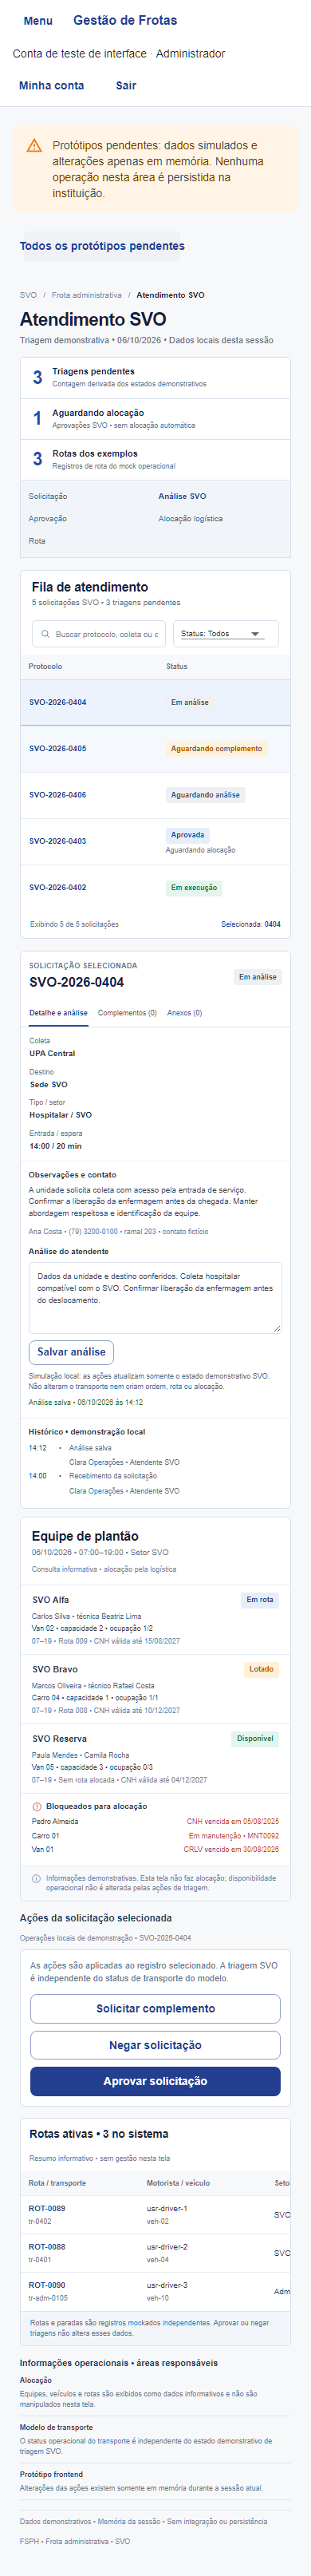 Menu Gestão de Frotas
Conta de teste de interface · Administrador
Minha conta Sair
Protótipos pendentes: dados simulados e
alterações apenas em memória. Nenhuma
operação nesta área é persistida na
instituição.
Todos os protótipos pendentes
SVO / Frota administrativa / Atendimento SVO
Atendimento SVO
Triagem demonstrativa • 06/10/2026 • Dados locais desta sessão
3 Triagens pendentes
Contagem derivada dos estados demonstrativos
1 Aguardando alocação
Aprovações SVO • sem alocação automática
3 Rotas dos exemplos
Registros de rota do mock operacional
Solicitação Análise SVO
Aprovação Alocação logística
Rota
Fila de atendimento
5 solicitações SVO • 3 triagens pendentes
Buscar protocolo, coleta ou c Status: Todos
Protocolo Status
SVO-2026-0404 Em análise
SVO-2026-0405 Aguardando complemento
SVO-2026-0406 Aguardando análise
SVO-2026-0403 Aprovada
Aguardando alocação
SVO-2026-0402 Em execução
Exibindo 5 de 5 solicitações Selecionada: 0404
SOLICITAÇÃO SELECIONADA
SVO-2026-0404 Em análise
Detalhe e análise Complementos (0) Anexos (0)
Coleta
UPA Central
Destino
Sede SVO
Tipo / setor
Hospitalar / SVO
Entrada / espera
14:00 / 20 min
Observações e contato
A unidade solicita coleta com acesso pela entrada de serviço.
Confirmar a liberação da enfermagem antes da chegada. Manter
abordagem respeitosa e identificação da equipe.
Ana Costa • (79) 3200-0100 • ramal 203 • contato fictício
Análise do atendente
Dados da unidade e destino conferidos. Coleta hospitalar
compatível com o SVO. Confirmar liberação da enfermagem antes
do deslocamento.
Salvar análise
Simulação local: as ações atualizam somente o estado demonstrativo SVO.
Não alteram o transporte nem criam ordem, rota ou alocação.
Análise salva • 06/10/2026 às 14:12
Histórico • demonstração local
14:12 • Análise salva
Clara Operações • Atendente SVO
14:00 • Recebimento da solicitação
Clara Operações • Atendente SVO
Equipe de plantão
06/10/2026 • 07:00–19:00 • Setor SVO
Consulta informativa • alocação pela logística
SVO Alfa Em rota
Carlos Silva • técnica Beatriz Lima
Van 02 • capacidade 2 • ocupação 1/2
07–19 • Rota 009 • CNH válida até 15/08/2027
SVO Bravo Lotado
Marcos Oliveira • técnico Rafael Costa
Carro 04 • capacidade 1 • ocupação 1/1
07–19 • Rota 008 • CNH válida até 10/12/2027
SVO Reserva Disponível
Paula Mendes • Camila Rocha
Van 05 • capacidade 3 • ocupação 0/3
07–19 • Sem rota alocada • CNH válida até 04/12/2027
Bloqueados para alocação
Pedro Almeida CNH vencida em 05/08/2025
Carro 01 Em manutenção • MNT0092
Van 01 CRLV vencido em 30/08/2026
Informações demonstrativas. Esta tela não faz alocação; disponibilidade
operacional não é alterada pelas ações de triagem.
Ações da solicitação selecionada
Operações locais de demonstração • SVO-2026-0404
As ações são aplicadas ao registro selecionado. A triagem SVO
é independente do status de transporte do modelo.
Solicitar complemento
Negar solicitação
Aprovar solicitação
Rotas ativas • 3 no sistema
Resumo informativo • sem gestão nesta tela
Rota / transporte Motorista / veículo Seto
ROT-0089 usr-driver-1 SVO
tr-0402 veh-02
ROT-0088 usr-driver-2 SVO
tr-0401 veh-04
ROT-0090 usr-driver-3 Adm
tr-adm-0105 veh-10
Rotas e paradas são registros mockados independentes. Aprovar ou negar
triagens não altera esses dados.
Informações operacionais • áreas responsáveis
Alocação
Equipes, veículos e rotas são exibidos como dados informativos e não são
manipulados nesta tela.
Modelo de transporte
O status operacional do transporte é independente do estado demonstrativo de
triagem SVO.
Protótipo frontend
Alterações das ações existem somente em memória durante a sessão atual.
Dados demonstrativos • Memória da sessão • Sem integração ou persistência
FSPH • Frota administrativa • SVO